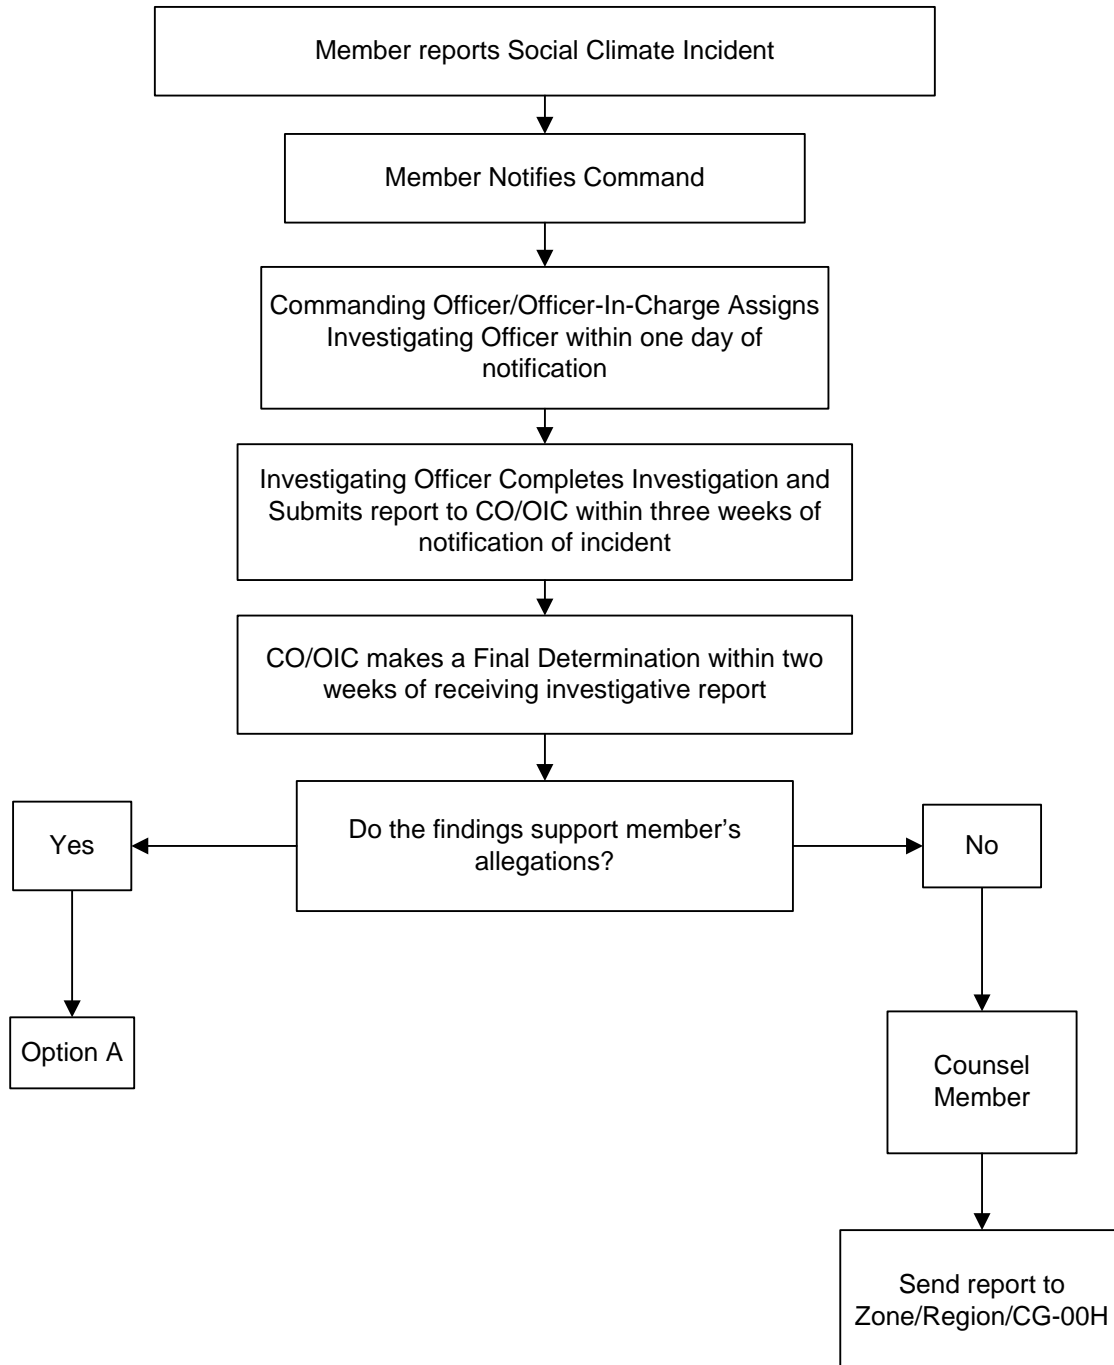 Member reports Social Climate Incident
Member Notifies Command
Commanding Officer/Officer-In-Charge Assigns
Investigating Officer within one day of
notification
Investigating Officer Completes Investigation and
Submits report to CO/OIC within three weeks of
notification of incident
CO/OIC makes a Final Determination within two
weeks of receiving investigative report
Do the findings support member’s
allegations?
Yes
No
Option A
Counsel
Member
Send report to
Zone/Region/CG-00H